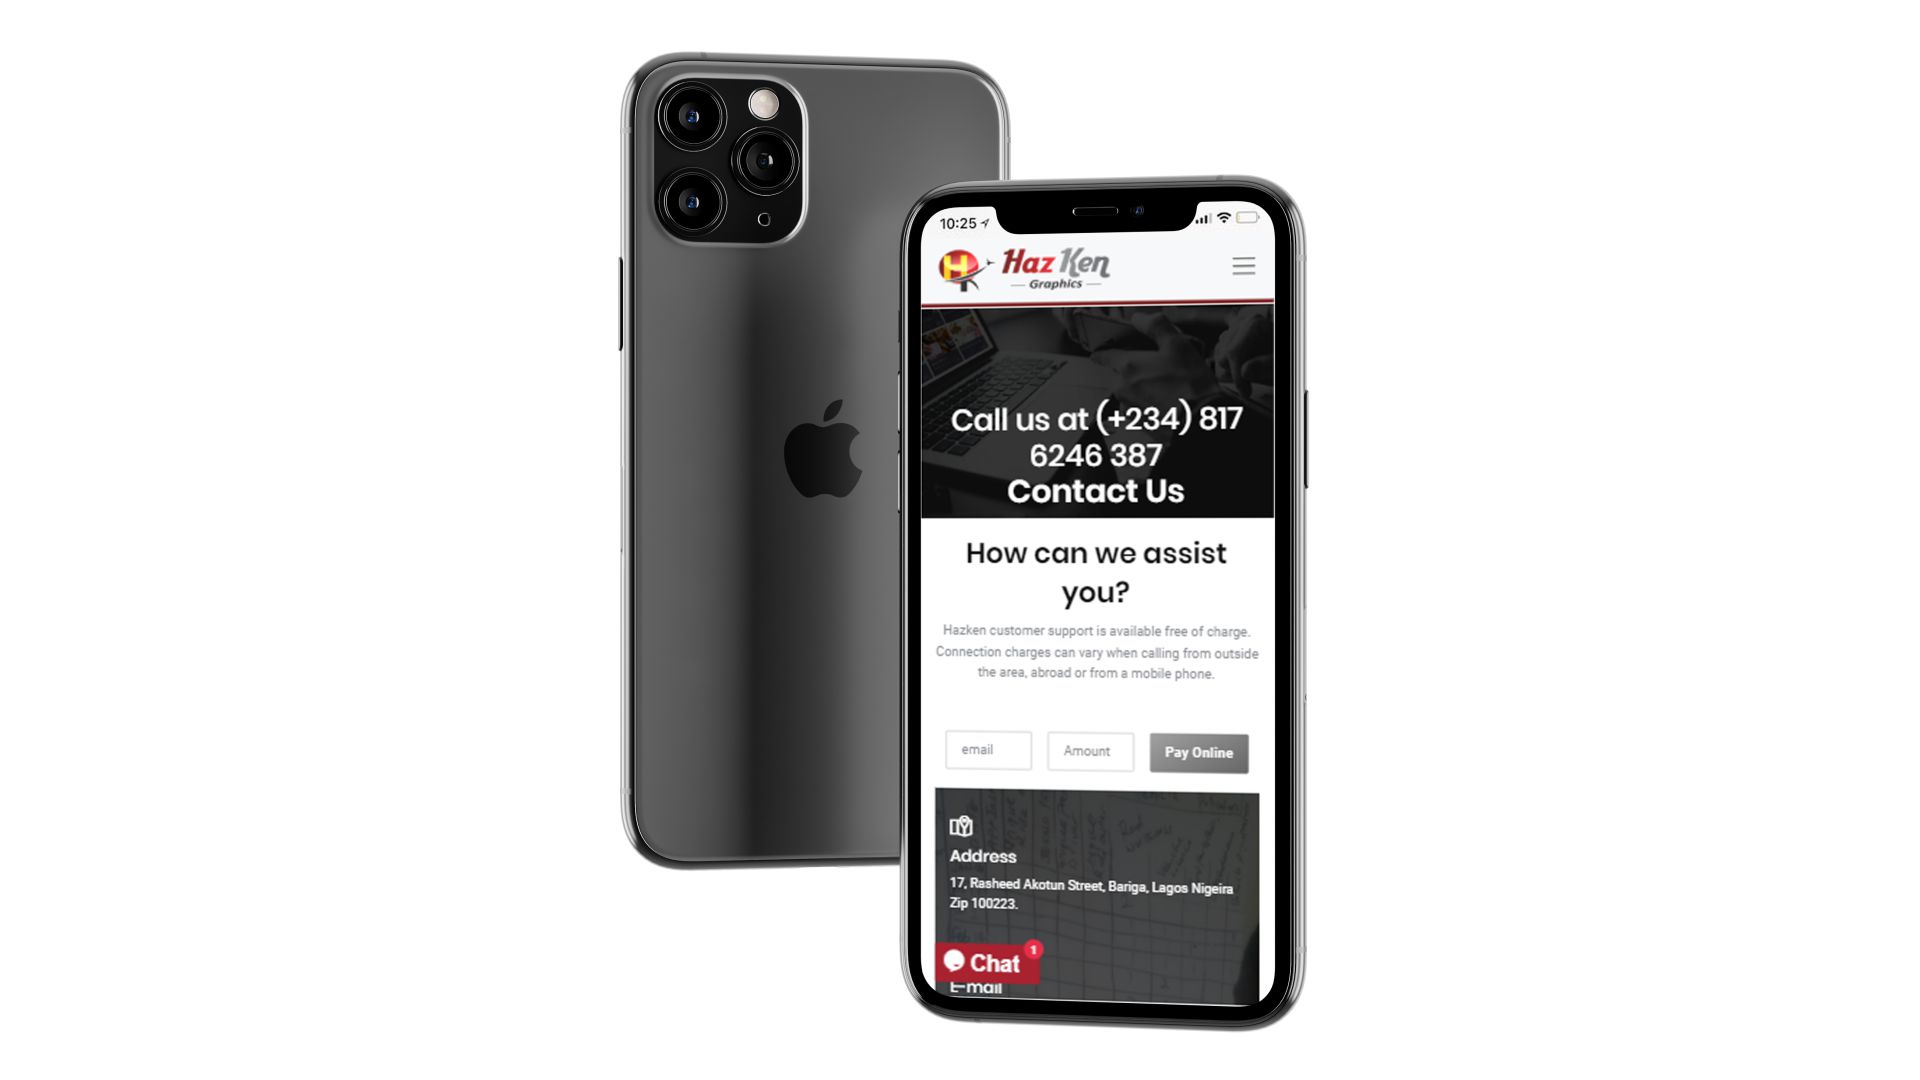 10:25
H
Haz Ken
Graphics
Call us at (+234) 817
6246 387
Contact Us
How can we assist
you?
Hazken customer support is available free of charge.
Connection charges can vary when calling from outside
the area, abroad or from a mobile phone.
email Amount Pay Online
Address
17, Rasheed Akotun Street, Bariga, Lagos Nigeira
Zip 100223.
1
Chat
E-mail